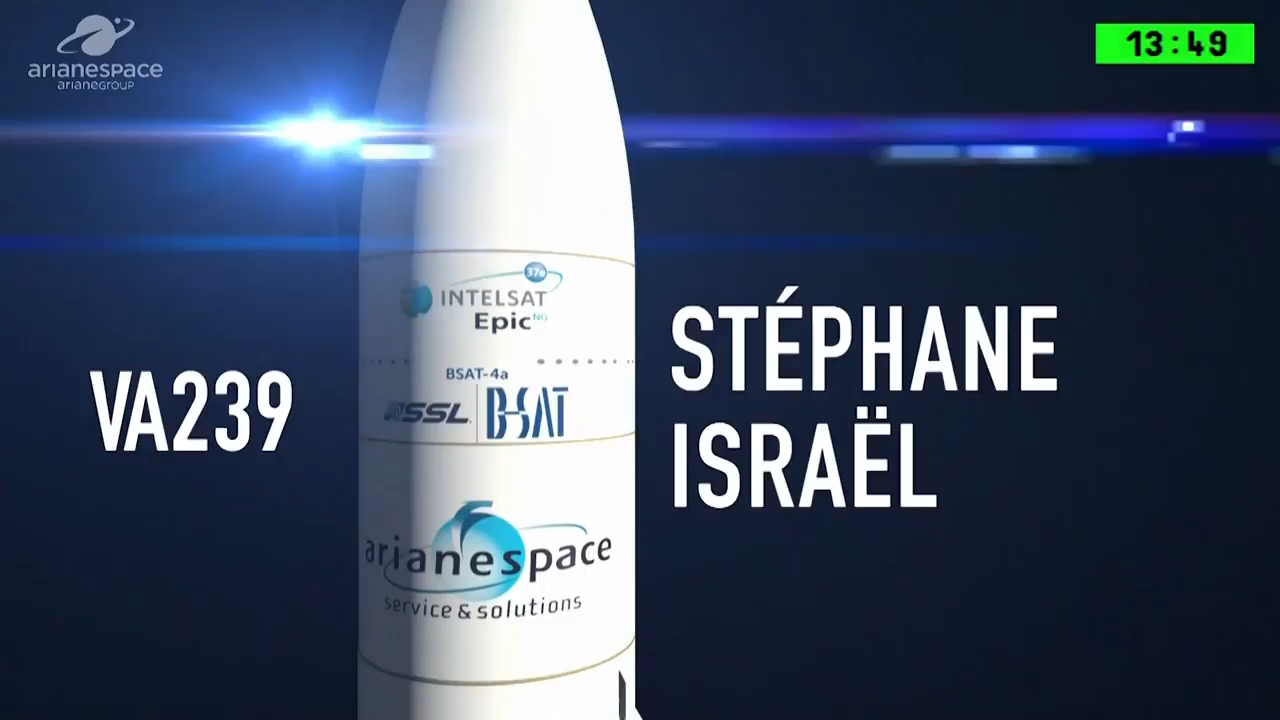 arianespace
arianeGROUP
13:49
37e
INTELSAT
Epic NG
BSAT-4a
SSL
B-SAT
VA239
STÉPHANE
ISRAËL
arianespace
service & solutions